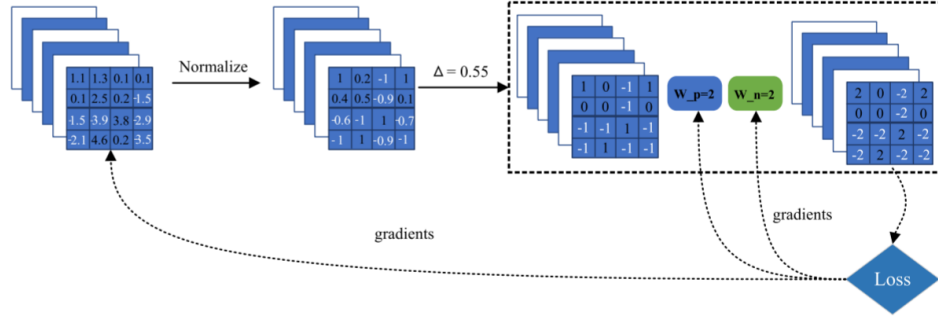 Normalize
Δ = 0.55
1.1 1.3 0.1 0.1
0.1 2.5 0.2 -1.5
-1.5 -3.9 3.8 -2.9
-2.1 4.6 0.2 -3.5
1 0.2 -1 1
0.4 0.5 -0.9 0.1
-0.6 -1 1 -0.7
-1 1 -0.9 -1
1 0 -1 1
0 0 -1 0
-1 -1 1 -1
-1 1 -1 -1
W_p=2
W_n=2
2 0 -2 2
0 0 -2 0
-2 -2 2 -2
-2 2 -2 -2
gradients
gradients
Loss